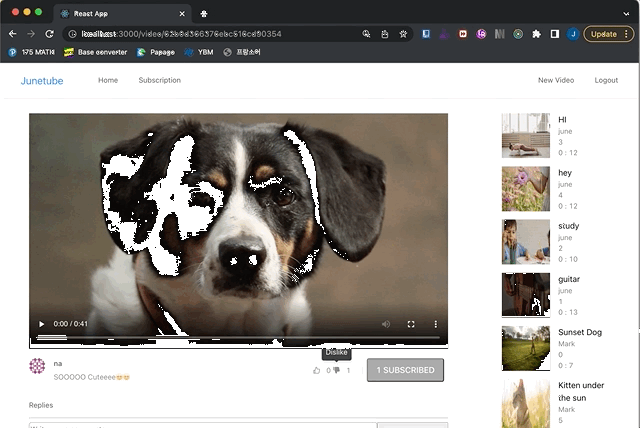 React App
localhost:3000/video/
Update
175 MATKI
Base converter
Papago
YBM
프랑소어
Junetube
Home
Subscription
New Video
Logout
HI
june
3
0 : 12
hey
june
4
0 : 12
study
june
2
0 : 10
guitar
june
1
0 : 13
Sunset Dog
Mark
0
0 : 7
Kitten under
the sun
Mark
5
0:00 / 0:41
Dislike
na
SOOOOO Cuteeee😍😍
0
1
1 SUBSCRIBED
Replies